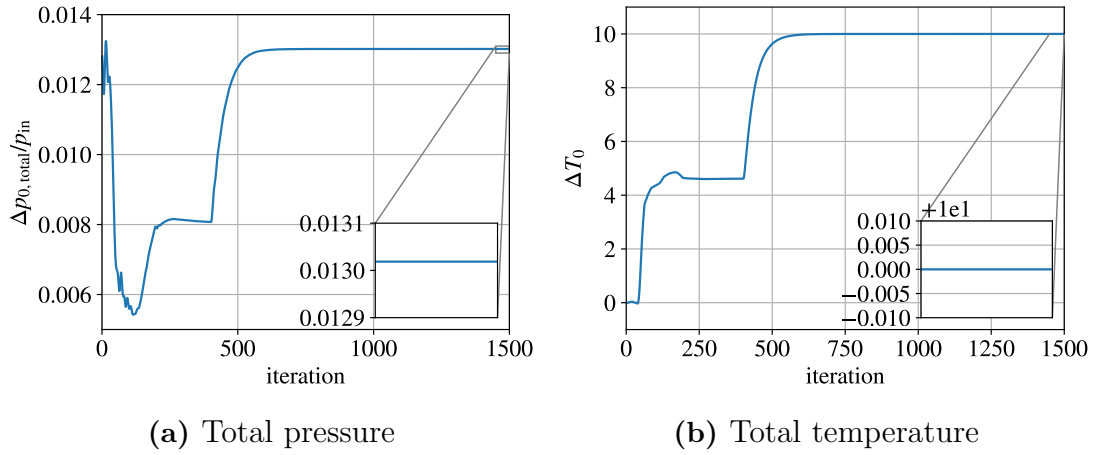 0.014
0.012
0.010
0.008
0.006
Δp0,total/pin
0.0131
0.0130
0.0129
0 500 1000 1500
iteration
(a) Total pressure
10
8
6
4
2
0
ΔT0
+1e1
0.010
0.005
0.000
−0.005
−0.010
0 250 500 750 1000 1250 1500
iteration
(b) Total temperature